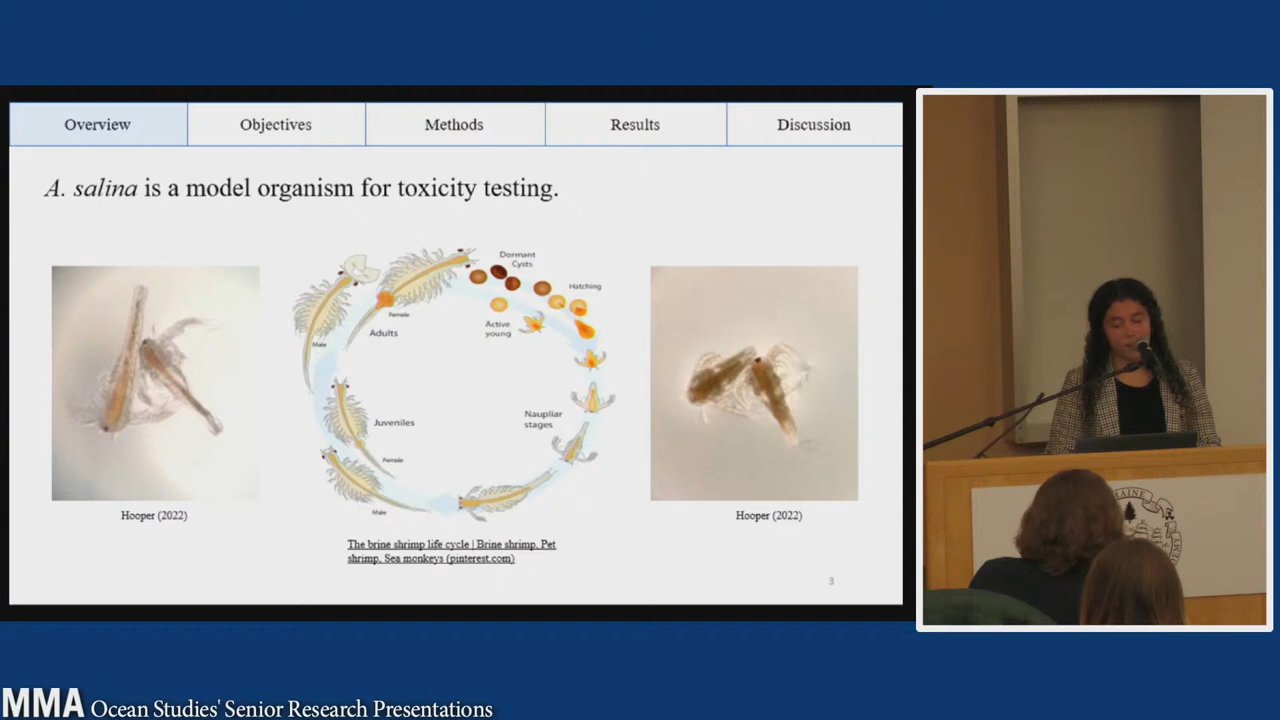 Overview
Objectives
Methods
Results
Discussion
A. salina is a model organism for toxicity testing.
Dormant
Cysts
Hatching
Active
young
Female
Adults
Male
Naupliar
stages
Juveniles
Female
Male
Hooper (2022)
Hooper (2022)
The brine shrimp life cycle | Brine shrimp, Pet
shrimp, Sea monkeys (pinterest.com)
3
MAINE
MMA Ocean Studies' Senior Research Presentations